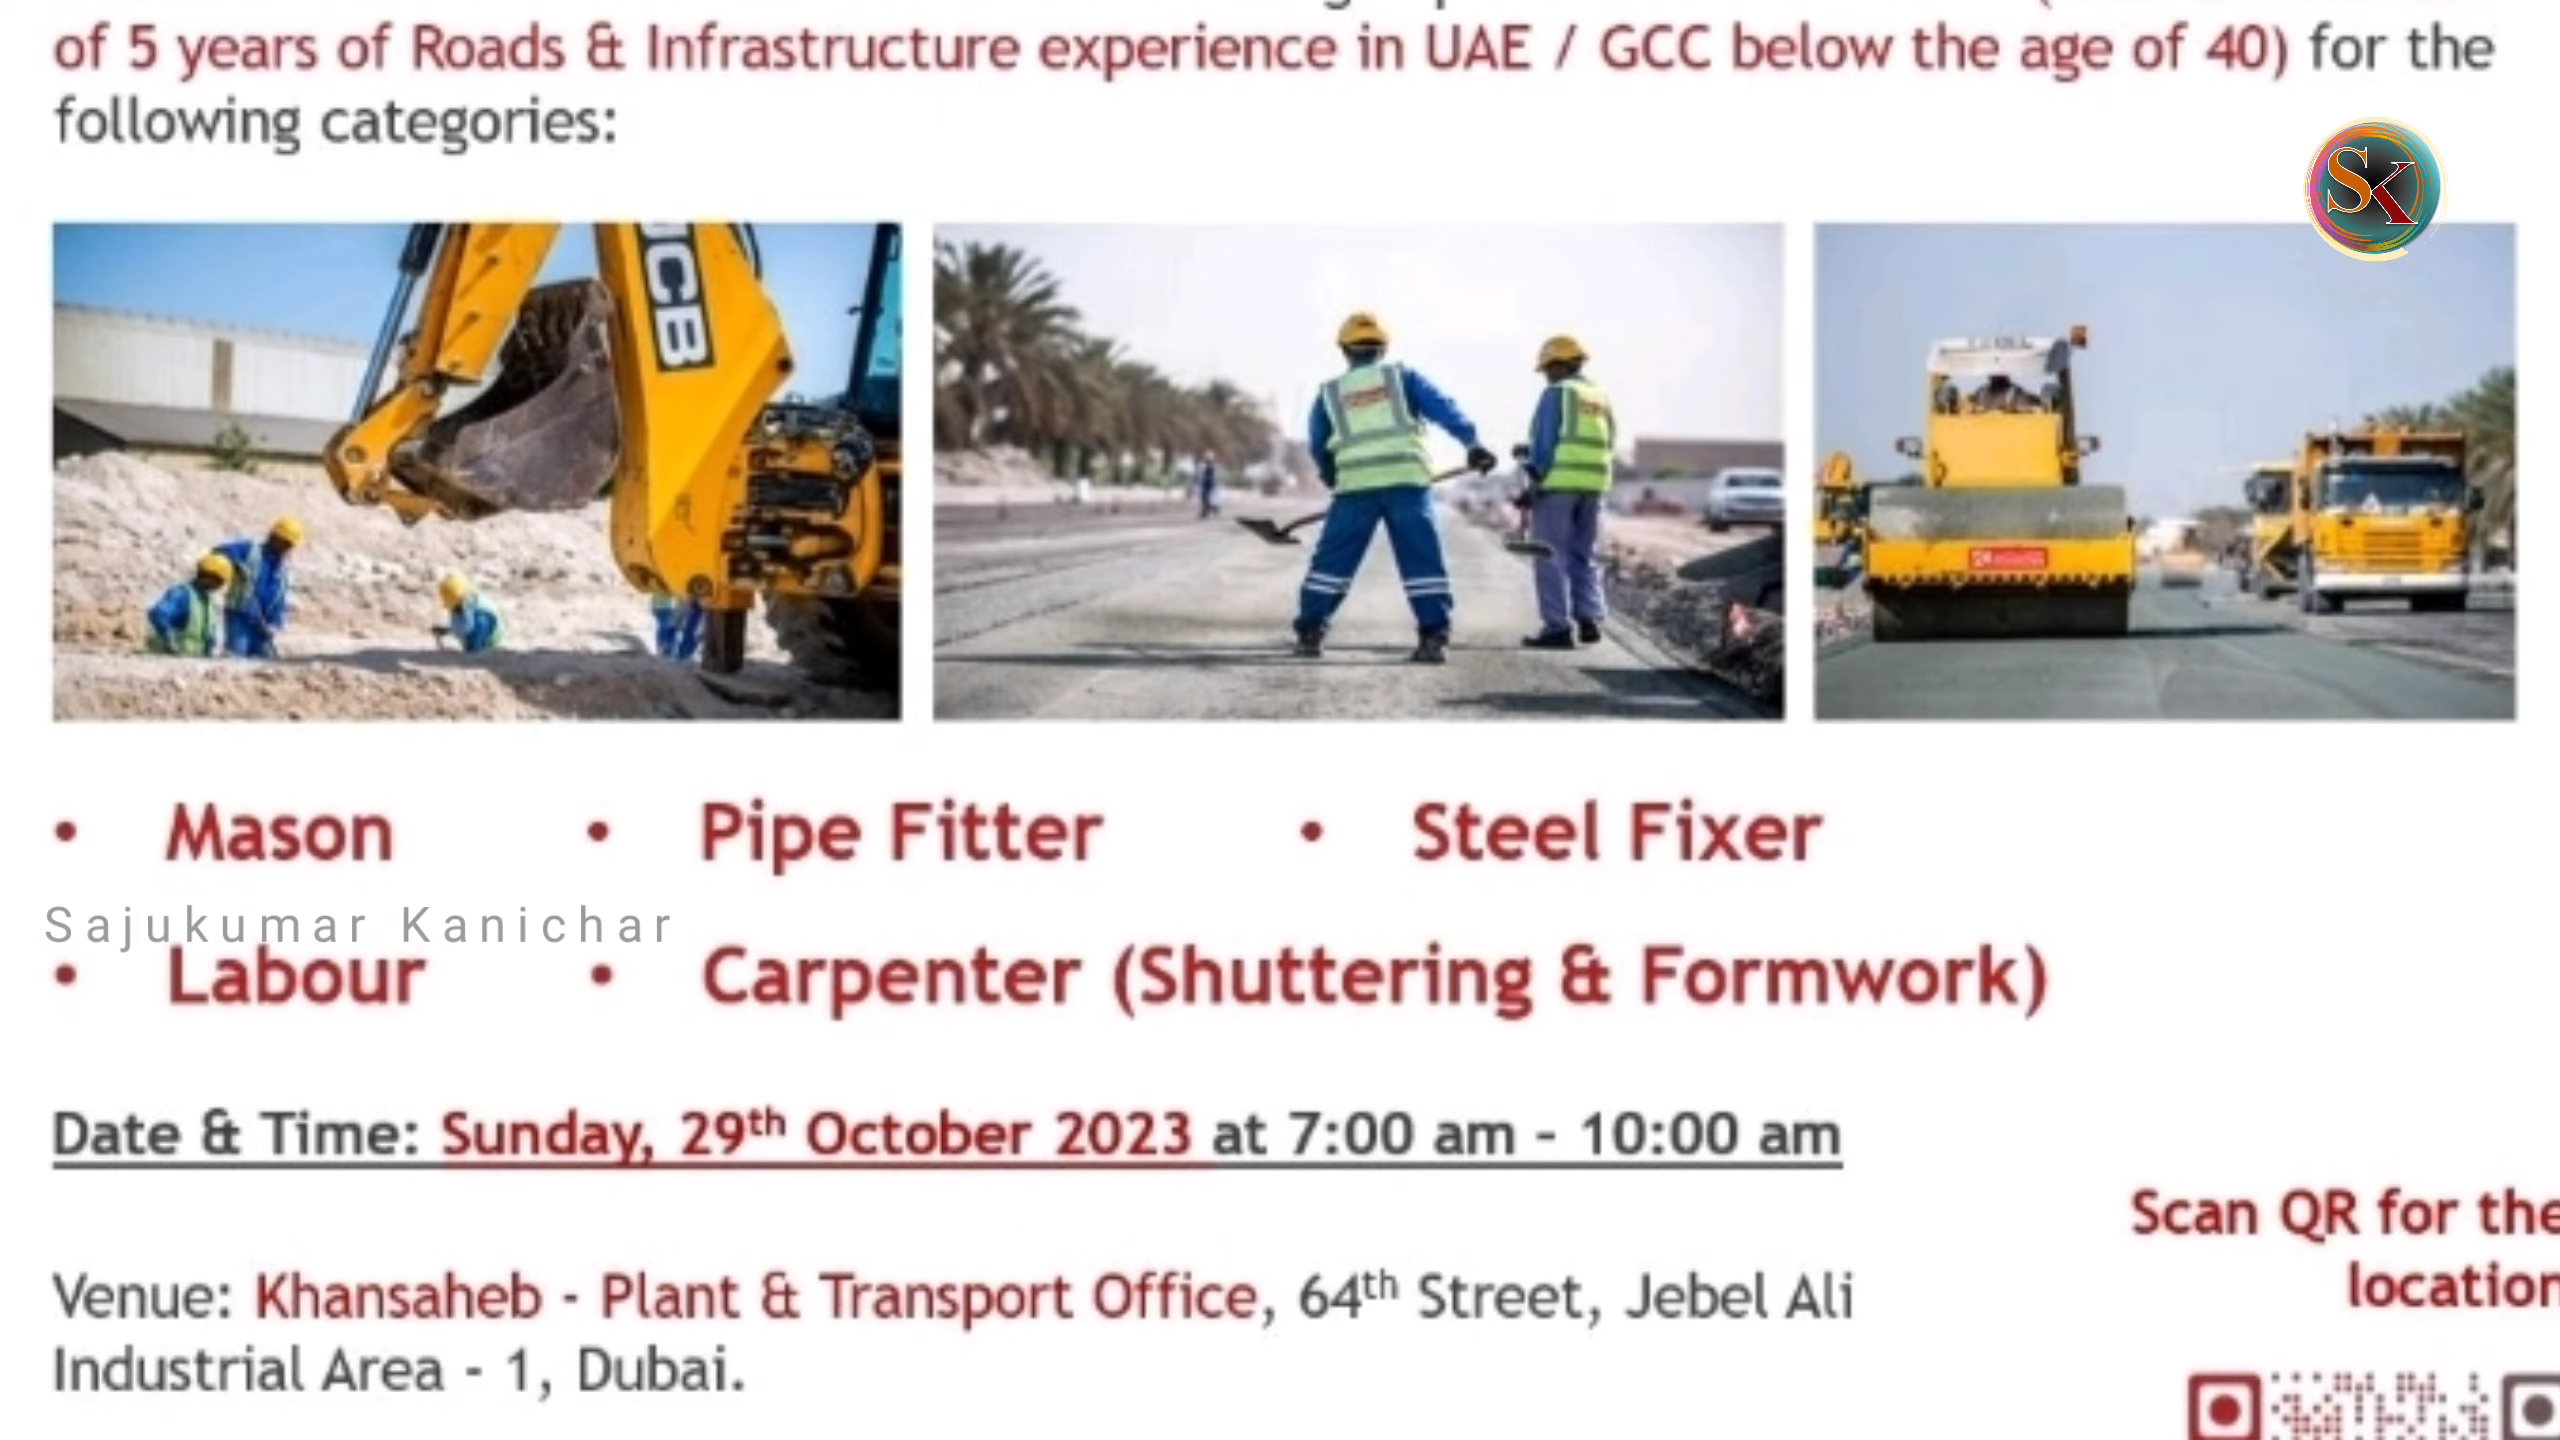 of 5 years of Roads & Infrastructure experience in UAE / GCC below the age of 40) for the
following categories:
SK
JCB
• Mason • Pipe Fitter • Steel Fixer
Sajukumar Kanichar
• Labour • Carpenter (Shuttering & Formwork)
Date & Time: Sunday, 29th October 2023 at 7:00 am - 10:00 am
Scan QR for the
location
Venue: Khansaheb - Plant & Transport Office, 64th Street, Jebel Ali
Industrial Area - 1, Dubai.